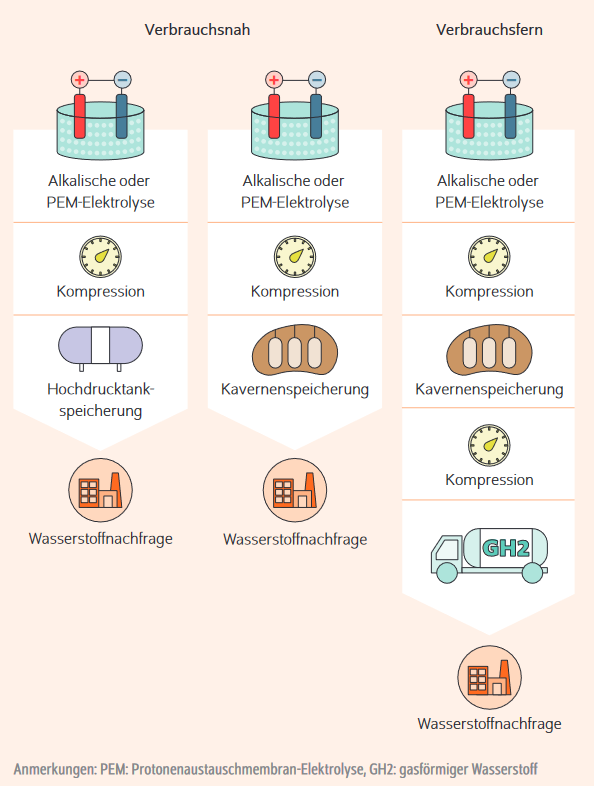 Verbrauchsnah
Verbrauchsfern
+ −
+ −
+ −
Alkalische oder
PEM-Elektrolyse
Alkalische oder
PEM-Elektrolyse
Alkalische oder
PEM-Elektrolyse
Kompression
Kompression
Kompression
Hochdrucktank-
speicherung
Kavernenspeicherung
Kavernenspeicherung
Kompression
Wasserstoffnachfrage
Wasserstoffnachfrage
GH2
Wasserstoffnachfrage
Anmerkungen: PEM: Protonenaustauschmembran-Elektrolyse, GH2: gasförmiger Wasserstoff